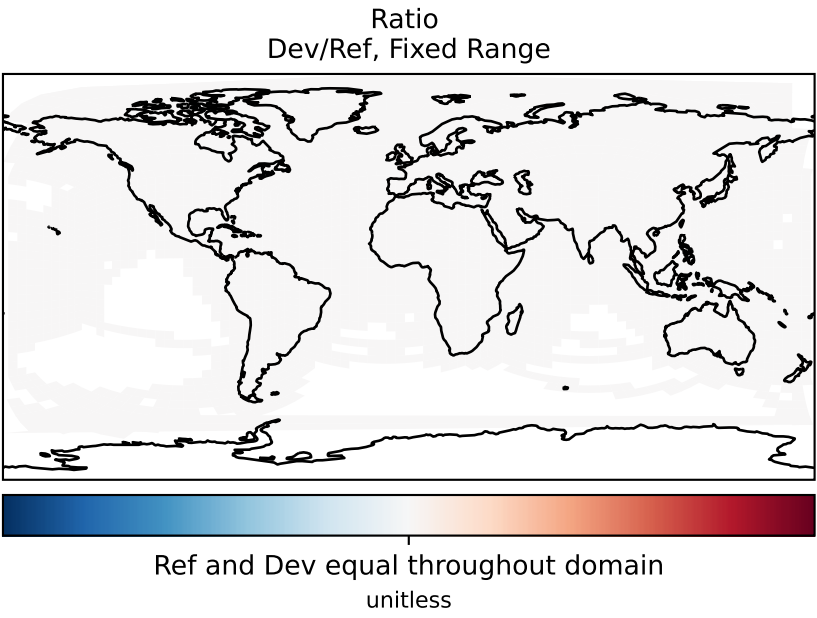 Ratio
Dev/Ref, Fixed Range
Ref and Dev equal throughout domain
unitless